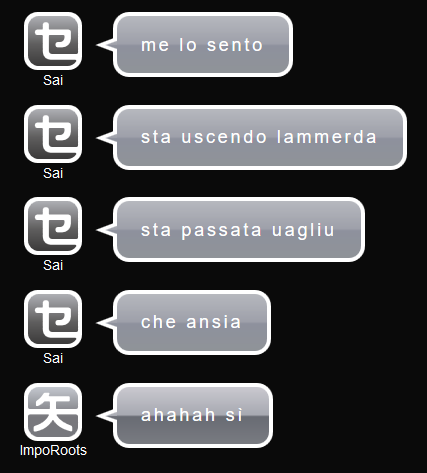 セ
me lo sento
Sai
セ
sta uscendo lammerda
Sai
セ
sta passata uagliu
Sai
セ
che ansia
Sai
矢
ahahah si
ImpoRoots